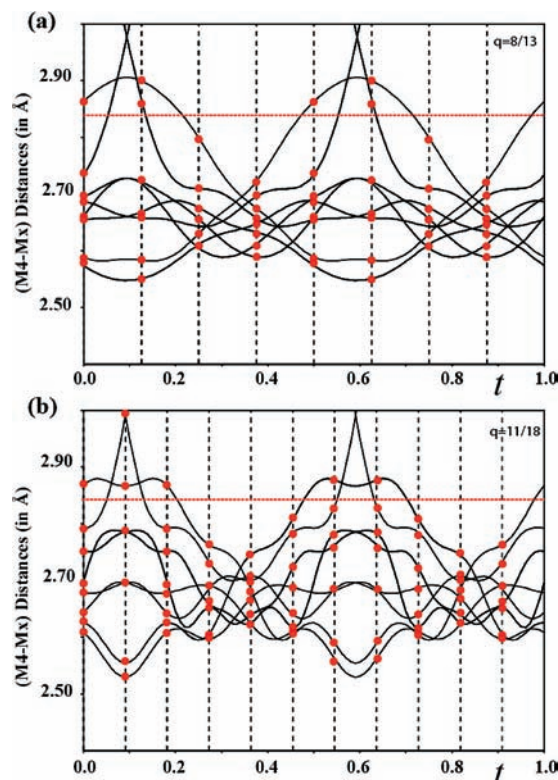 (a)
q=8/13
(M4-Mx) Distances (in Å)
2.90
2.70
2.50
0.0 0.2 0.4 0.6 0.8 1.0
t
(b)
q=11/18
(M4-Mx) Distances (in Å)
2.90
2.70
2.50
0.0 0.2 0.4 0.6 0.8 1.0
t